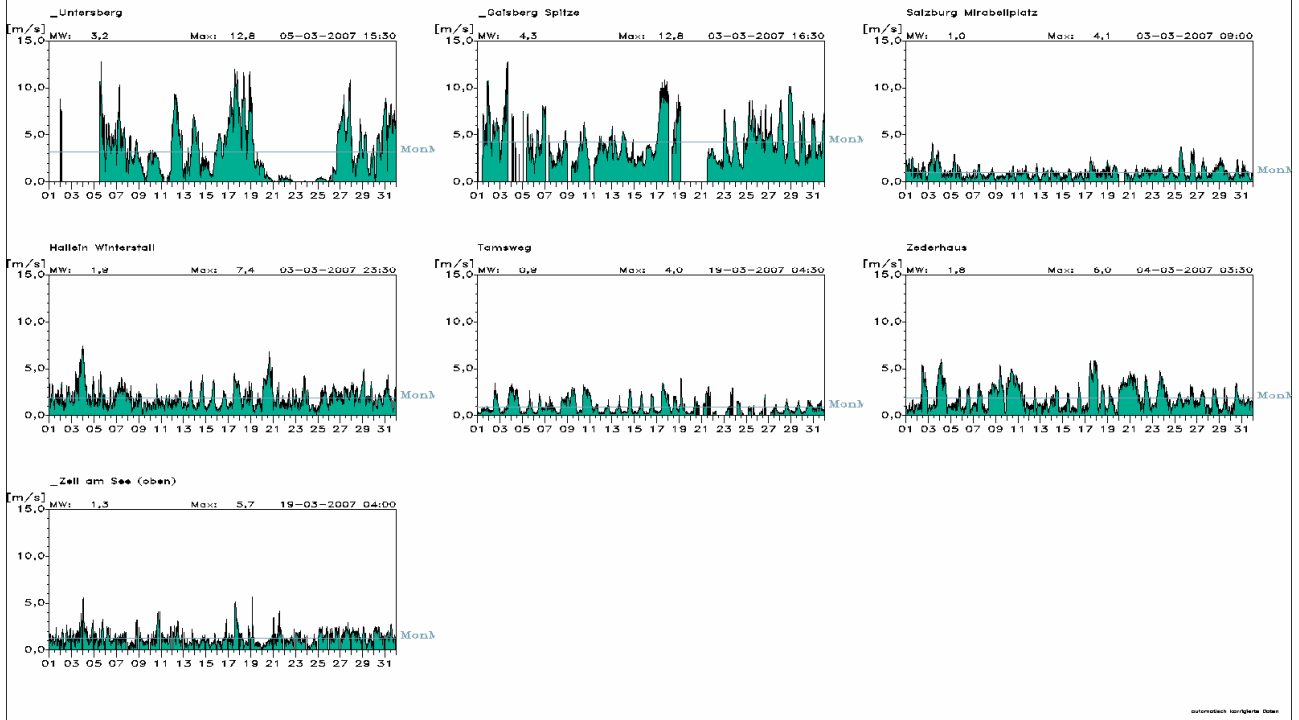 _Untersberg
[m/s]
MW: 3,2 Max: 12,8 05-03-2007 15:30
15,0
10,0
5,0
0,0
MonM
01 03 05 07 09 11 13 15 17 19 21 23 25 27 29 31
_Gaisberg Spitze
[m/s]
MW: 4,3 Max: 12,8 03-03-2007 16:30
15,0
10,0
5,0
0,0
MonM
01 03 05 07 09 11 13 15 17 19 21 23 25 27 29 31
Salzburg Mirabellplatz
[m/s]
MW: 1,0 Max: 4,1 03-03-2007 09:00
15,0
10,0
5,0
0,0
MonM
01 03 05 07 09 11 13 15 17 19 21 23 25 27 29 31
Hallein Winterstall
[m/s]
MW: 1,9 Max: 7,4 03-03-2007 23:30
15,0
10,0
5,0
0,0
MonM
01 03 05 07 09 11 13 15 17 19 21 23 25 27 29 31
Tamsweg
[m/s]
MW: 0,9 Max: 4,0 19-03-2007 04:30
15,0
10,0
5,0
0,0
MonM
01 03 05 07 09 11 13 15 17 19 21 23 25 27 29 31
Zederhaus
[m/s]
MW: 1,8 Max: 6,0 04-03-2007 03:30
15,0
10,0
5,0
0,0
MonM
01 03 05 07 09 11 13 15 17 19 21 23 25 27 29 31
_Zell am See (oben)
[m/s]
MW: 1,3 Max: 5,7 19-03-2007 04:00
15,0
10,0
5,0
0,0
MonM
01 03 05 07 09 11 13 15 17 19 21 23 25 27 29 31
automatisch korrigierte Daten